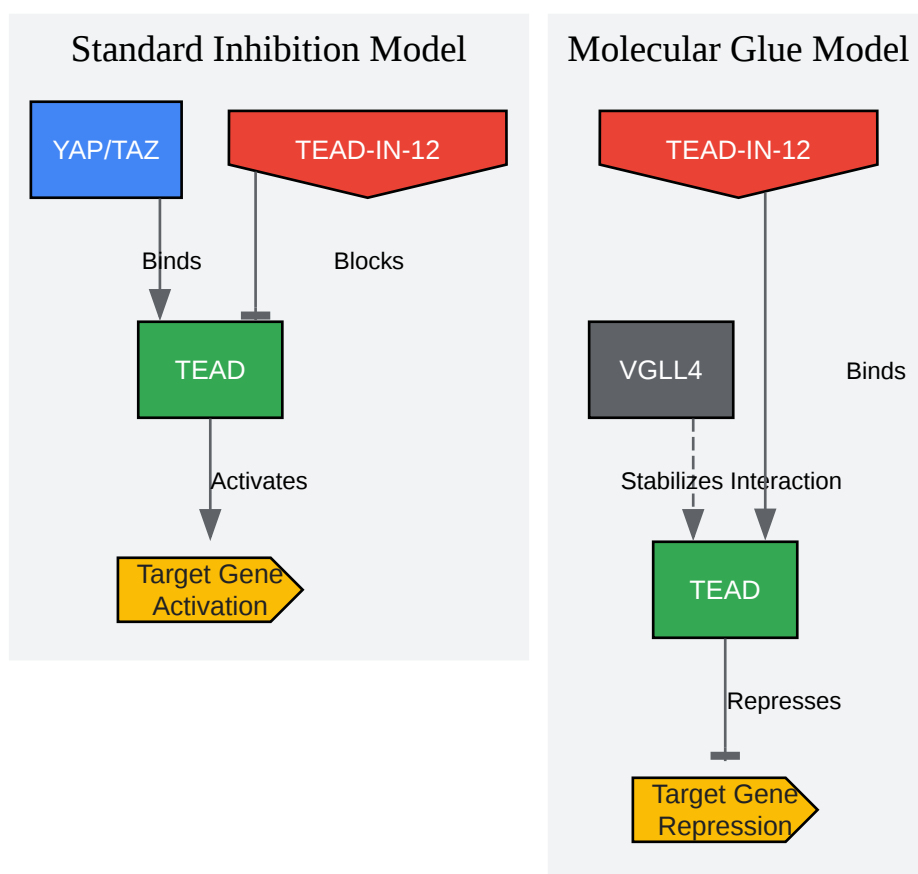 Standard Inhibition Model
YAP/TAZ
TEAD-IN-12
Binds
Blocks
TEAD
Activates
Target Gene
Activation
Molecular Glue Model
TEAD-IN-12
VGLL4
Binds
Stabilizes Interaction
TEAD
Represses
Target Gene
Repression